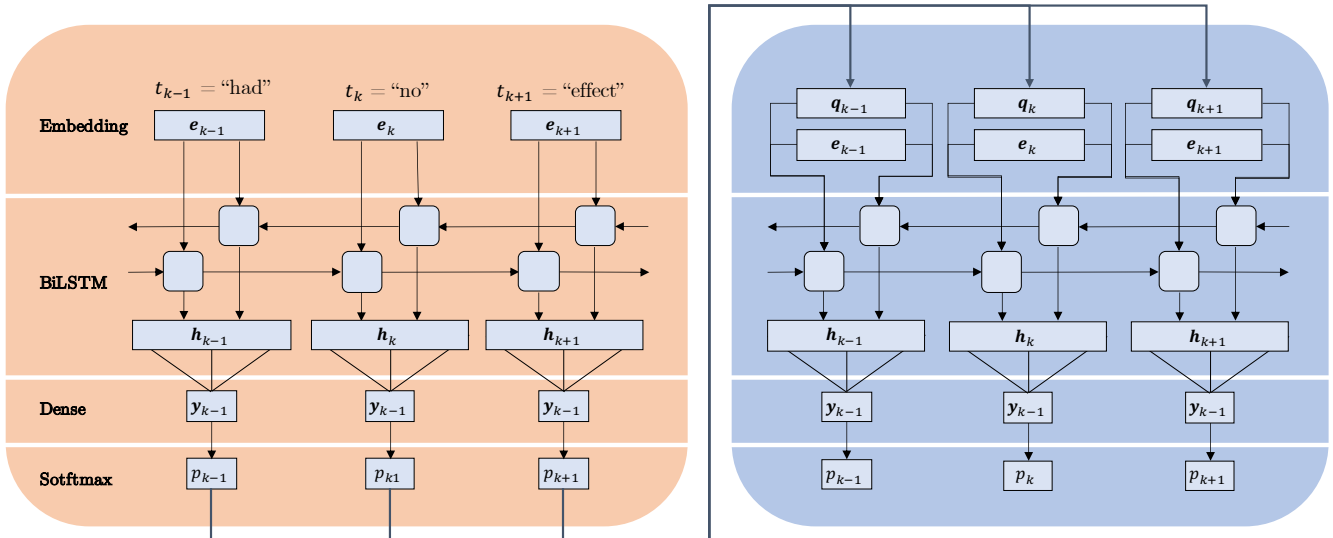 t_{k−1} = “had” t_k = “no” t_{k+1} = “effect”
Embedding e_{k−1} e_k e_{k+1}
BiLSTM
h_{k−1} h_k h_{k+1}
Dense y_{k−1} y_{k−1} y_{k−1}
Sotftmax p_{k−1} p_{k1} p_{k+1}
q_{k−1} q_k q_{k+1}
e_{k−1} e_k e_{k+1}
h_{k−1} h_k h_{k+1}
y_{k−1} y_{k−1} y_{k−1}
p_{k−1} p_k p_{k+1}